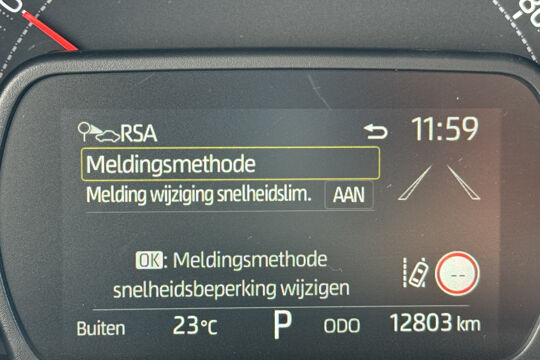 RSA
11:59
Meldingsmethode
Melding wijziging snelheidslim. AAN
OK: Meldingsmethode
snelheidsbeperking wijzigen
--
Buiten 23°C P ODO 12803 km